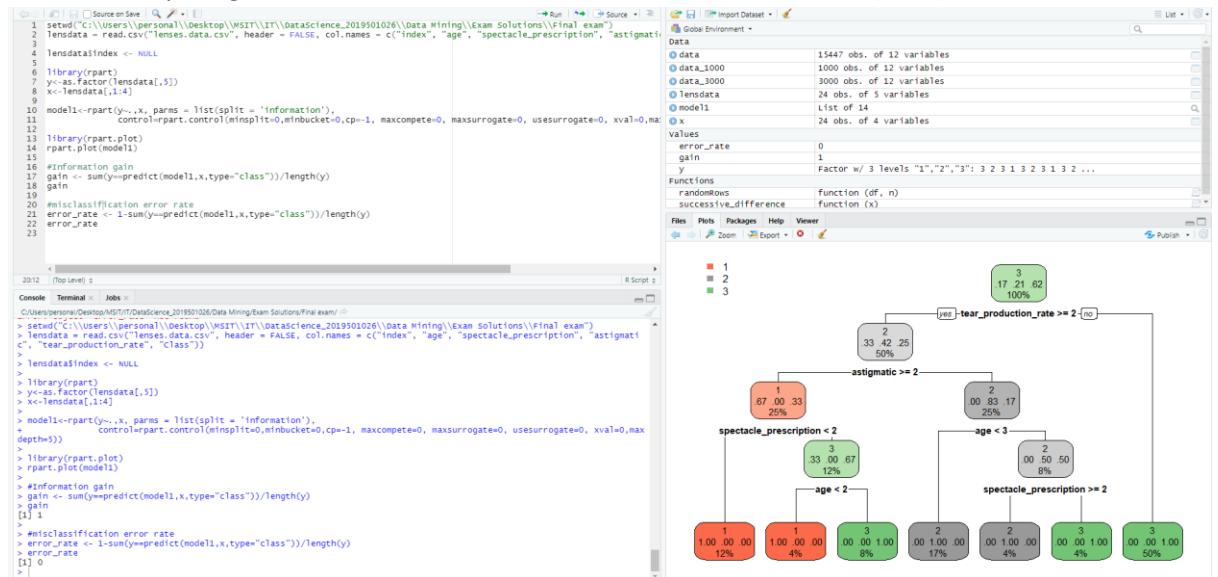 Source on Save
Run
Source
1 setwd("C:\\Users\\personal\\Desktop\\MSIT\\IT\\DataScience_2019501026\\Data Mining\\Exam Solutions\\Final exam")
2 lensdata = read.csv("lenses.data.csv", header = FALSE, col.names = c("index", "age", "spectacle_prescription", "astigmati
3
4 lensdata$index <- NULL
5
6 library(rpart)
7 y<-as.factor(lensdata[,5])
8 x<-lensdata[,1:4]
9
10 model1<-rpart(y~.,x, parms = list(split = 'information'),
11 control=rpart.control(minsplit=0,minbucket=0,cp=-1, maxcompete=0, maxsurrogate=0, usesurrogate=0, xval=0,ma
12
13 library(rpart.plot)
14 rpart.plot(model1)
15
16 #Information gain
17 gain <- sum(y==predict(model1,x,type="class"))/length(y)
18 gain
19
20 #misclassification error rate
21 error_rate <- 1-sum(y==predict(model1,x,type="class"))/length(y)
22 error_rate
23
20:12 (Top Level) R Script
Console Terminal × Jobs ×
C:/Users/personal/Desktop/MSIT/IT/DataScience_2019501026/Data Mining/Exam Solutions/Final exam/
> setwd("C:\\Users\\personal\\Desktop\\MSIT\\IT\\DataScience_2019501026\\Data Mining\\Exam Solutions\\Final exam")
> lensdata = read.csv("lenses.data.csv", header = FALSE, col.names = c("index", "age", "spectacle_prescription", "astigmati
c", "tear_production_rate", "Class"))
>
> lensdata$index <- NULL
>
> library(rpart)
> y<-as.factor(lensdata[,5])
> x<-lensdata[,1:4]
>
> model1<-rpart(y~.,x, parms = list(split = 'information'),
+ control=rpart.control(minsplit=0,minbucket=0,cp=-1, maxcompete=0, maxsurrogate=0, usesurrogate=0, xval=0,max
depth=5))
>
> library(rpart.plot)
> rpart.plot(model1)
>
> #Information gain
> gain <- sum(y==predict(model1,x,type="class"))/length(y)
> gain
[1] 1
>
> #misclassification error rate
> error_rate <- 1-sum(y==predict(model1,x,type="class"))/length(y)
> error_rate
[1] 0
>
Import Dataset
List
Global Environment
Data
data 15447 obs. of 12 variables
data_1000 1000 obs. of 12 variables
data_3000 3000 obs. of 12 variables
lensdata 24 obs. of 5 variables
model1 List of 14
x 24 obs. of 4 variables
Values
error_rate 0
gain 1
y Factor w/ 3 levels "1","2","3": 3 2 3 1 3 2 3 1 3 2 ...
Functions
randomRows function (df, n)
successive_difference function (x)
Files Plots Packages Help Viewer
Zoom Export Publish
1
2
3
3
.17 .21 .62
100%
yes tear_production_rate >= 2 no
2
.33 .42 .25
50%
astigmatic >= 2
1
.67 .00 .33
25%
2
.00 .83 .17
25%
spectacle_prescription < 2
age < 3
3
.33 .00 .67
12%
2
.00 .50 .50
8%
age < 2
spectacle_prescription >= 2
1 1 3 2 2 3 3
1.00 .00 .00 1.00 .00 .00 .00 .00 1.00 .00 1.00 .00 .00 1.00 .00 .00 .00 1.00 .00 .00 1.00
12% 4% 8% 17% 4% 4% 50%